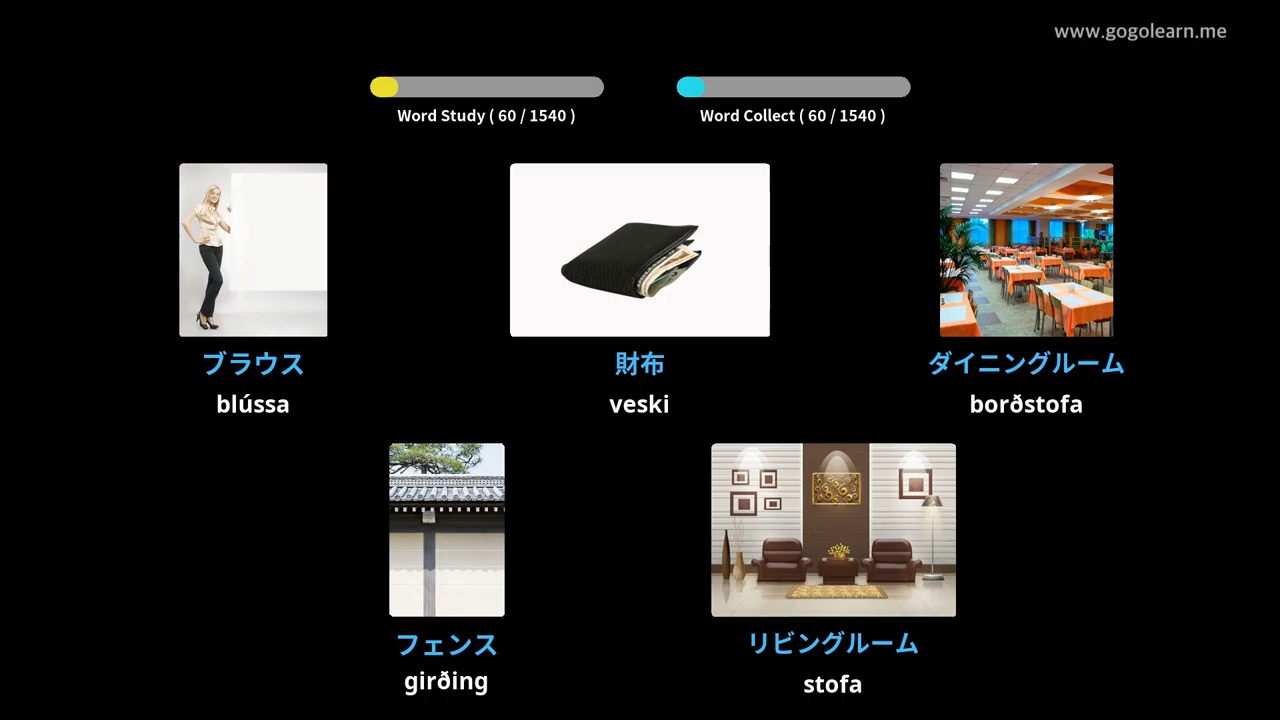 www.gogolearn.me
Word Study ( 60 / 1540 )
Word Collect ( 60 / 1540 )
ブラウス
blússa
財布
veski
ダイニングルーム
borðstofa
フェンス
girðing
リビングルーム
stofa